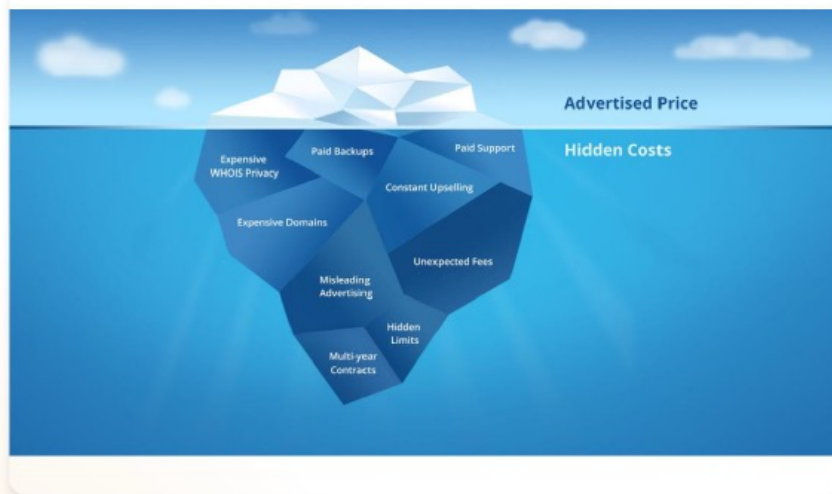 Advertised Price
Hidden Costs
Expensive
WHOIS Privacy
Paid Backups
Paid Support
Constant Upselling
Expensive Domains
Unexpected Fees
Misleading
Advertising
Hidden
Limits
Multi-year
Contracts